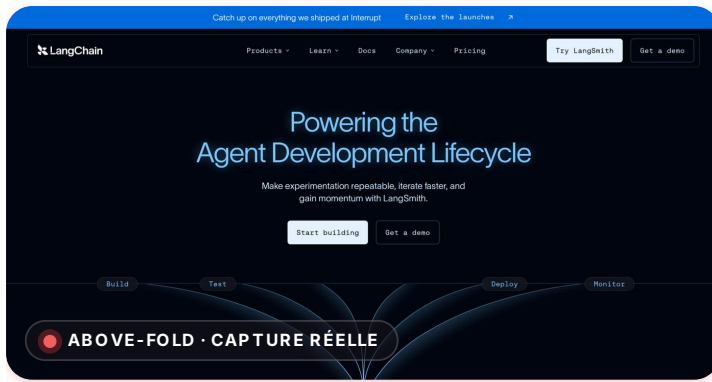 Catch up on everything we shipped at Interrupt Explore the launches ↗
LangChain Products Learn Docs Company Pricing Try LangSmith Get a demo
Powering the
Agent Development Lifecycle
Make experimentation repeatable, iterate faster, and
gain momentum with LangSmith.
Start building Get a demo
Build Test Deploy Monitor
ABOVE-FOLD · CAPTURE RÉELLE